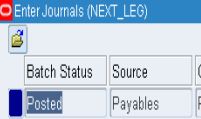 Enter Journals (NEXT_LEG)
Batch Status Source
Posted Payables